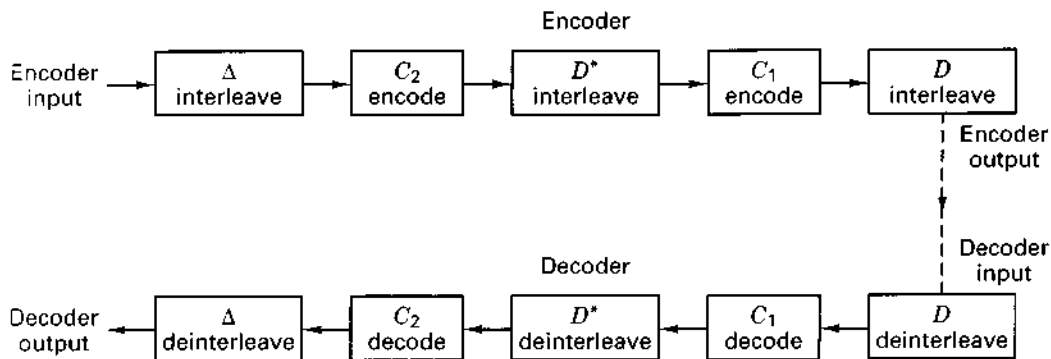 Encoder
Encoder
input
Δ
interleave
C₂
encode
D*
interleave
C₁
encode
D
interleave
Encoder
output
Decoder
input
Decoder
Decoder
output
Δ
deinterleave
C₂
decode
D*
deinterleave
C₁
decode
D
deinterleave